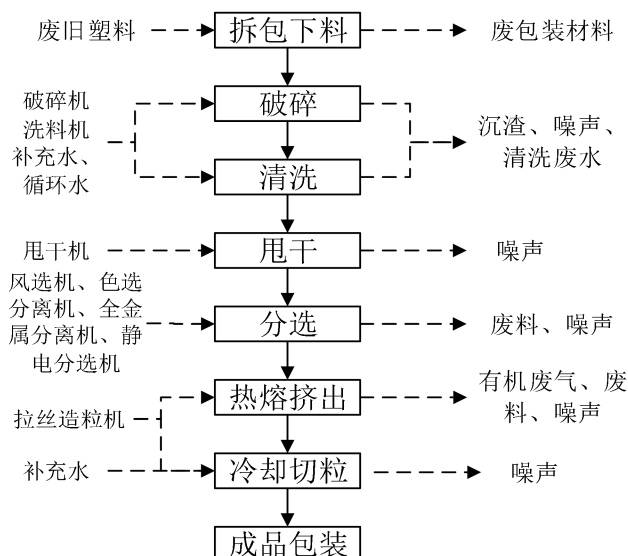 废旧塑料
拆包下料
废包装材料
破碎机
洗料机
补充水、
循环水
破碎
清洗
沉渣、噪声、
清洗废水
甩干机
甩干
噪声
风选机、色选
分离机、全金
属分离机、静
电分选机
分选
废料、噪声
拉丝造粒机
热熔挤出
有机废气、废
料、噪声
补充水
冷却切粒
噪声
成品包装